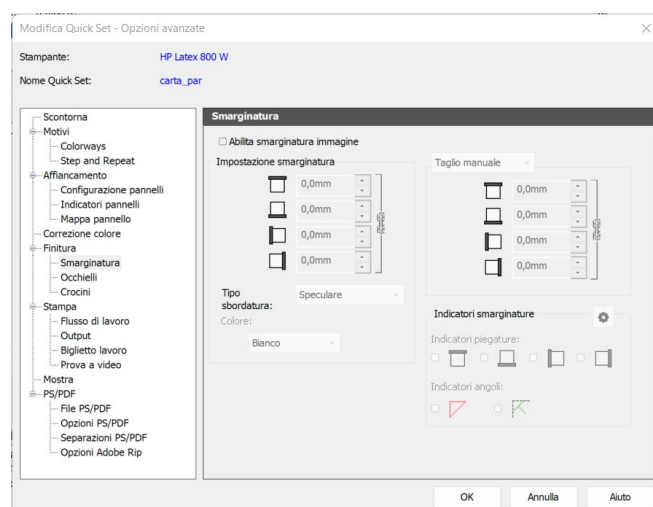 Modifica Quick Set - Opzioni avanzate
Stampante: HP Latex 800 W
Nome Quick Set: carta_par
Scontorna
Motivi
Colorways
Step and Repeat
Affiancamento
Configurazione pannelli
Indicatori pannelli
Mappa pannello
Correzione colore
Finitura
Smarginatura
Occhielli
Crocini
Stampa
Flusso di lavoro
Output
Biglietto lavoro
Prova a video
Mostra
PS/PDF
File PS/PDF
Opzioni PS/PDF
Separazioni PS/PDF
Opzioni Adobe Rip
Smarginatura
Abilita smarginatura immagine
Impostazione smarginatura
0,0mm
0,0mm
0,0mm
0,0mm
Tipo
sbordatura:
Speculare
Colore:
Bianco
Taglio manuale
0,0mm
0,0mm
0,0mm
0,0mm
Indicatori smarginature
Indicatori piegature:
Indicatori angoli:
OK Annulla Aiuto